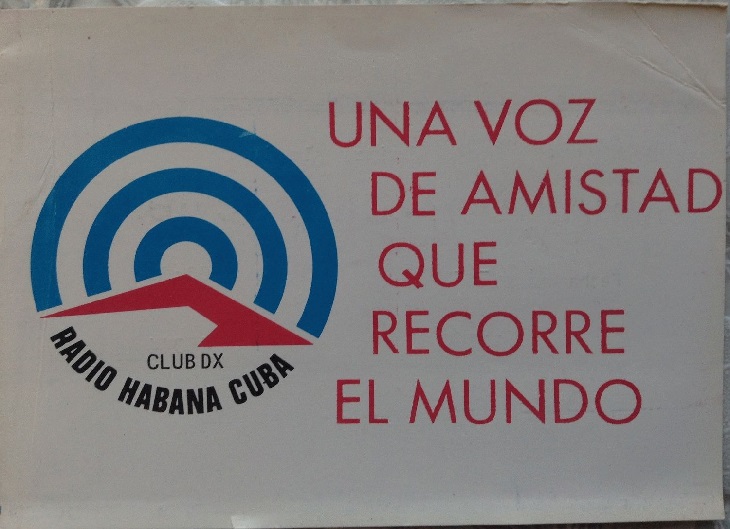 UNA VOZ
DE AMISTAD
QUE
RECORRE
EL MUNDO
CLUB DX
RADIO HABANA CUBA